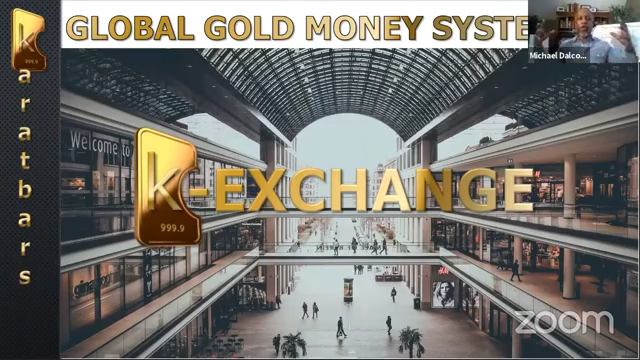 GLOBAL GOLD MONEY SYSTE
Michael Dalco...
k
999.9
aratbars
Welcome to
k-EXCHANGE
999.9
H&M
zoom